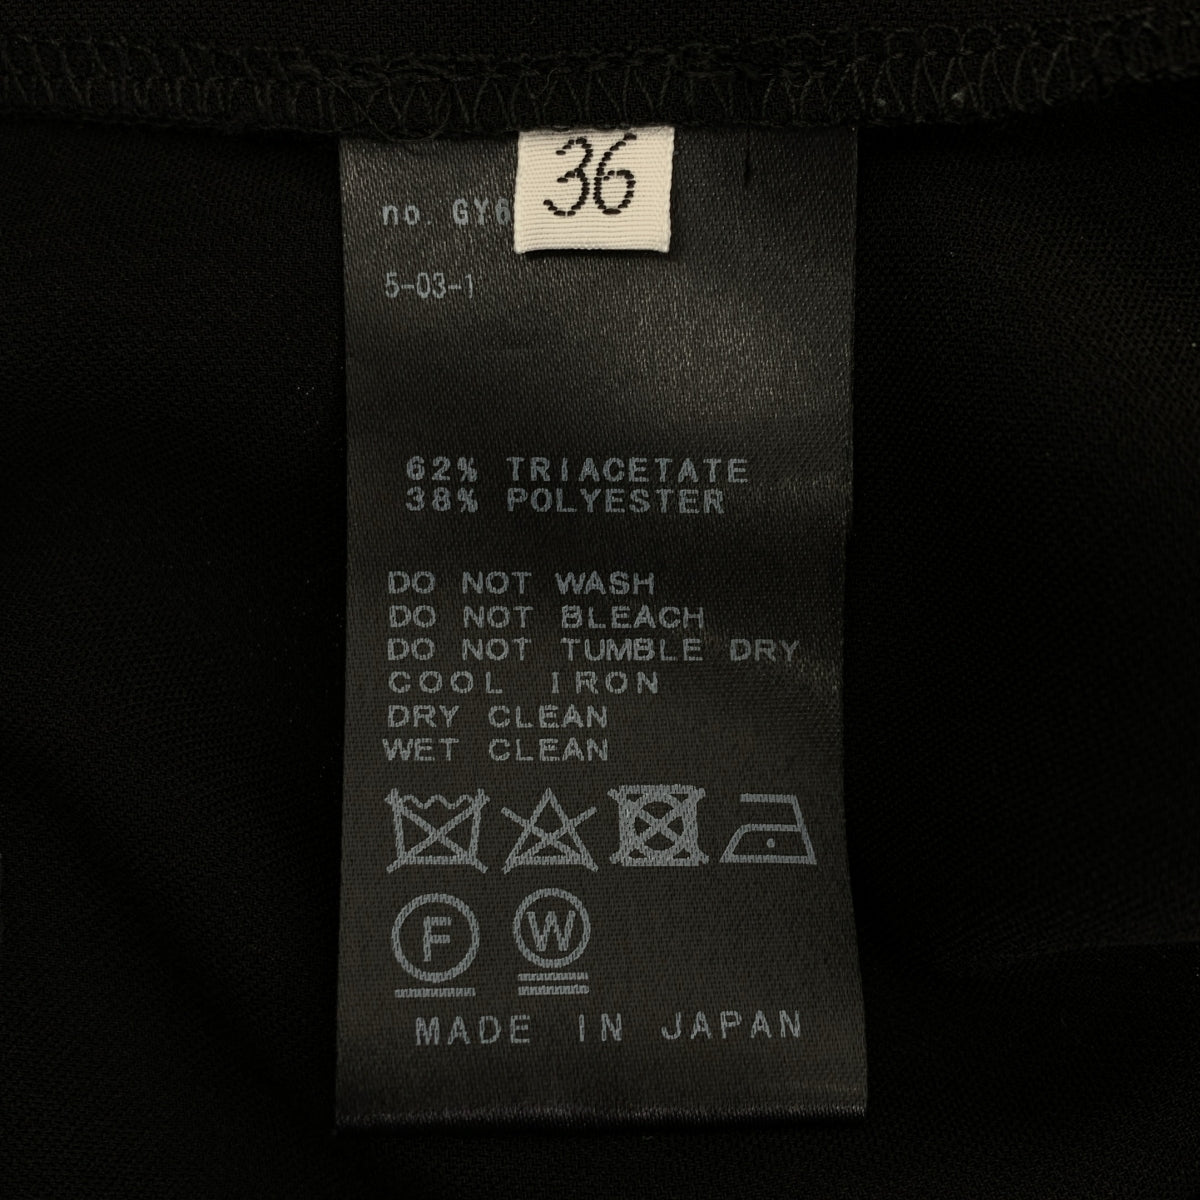 36
no. GY6
5-03-1
62% TRIACETATE
38% POLYESTER
DO NOT WASH
DO NOT BLEACH
DO NOT TUMBLE DRY
COOL IRON
DRY CLEAN
WET CLEAN
F W
MADE IN JAPAN